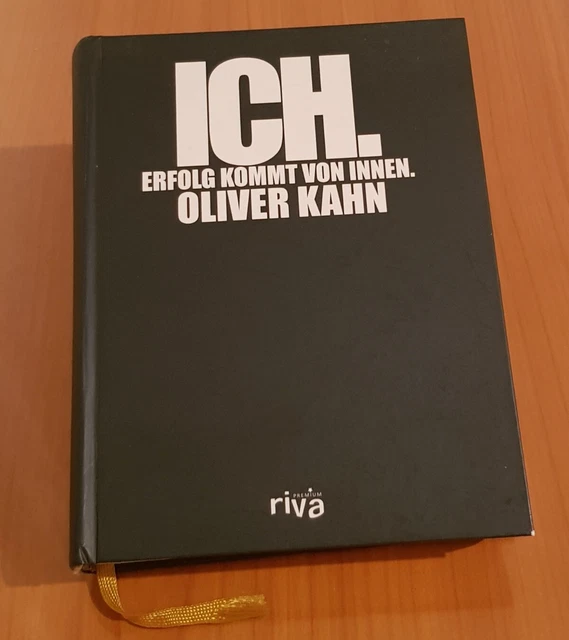 ICH.
ERFOLG KOMMT VON INNEN.
OLIVER KAHN
PREMIUM
riva